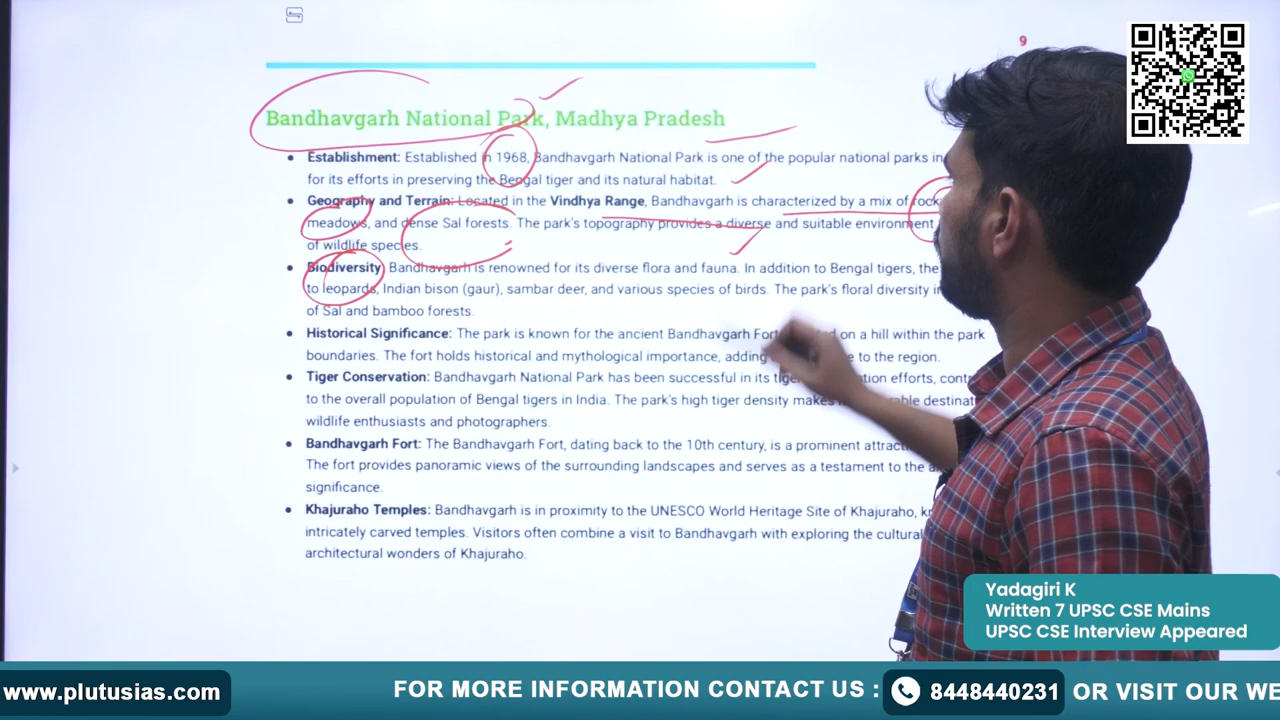 9
Bandhavgarh National Park, Madhya Pradesh
• Establishment: Established in 1968, Bandhavgarh National Park is one of the popular national parks in
for its efforts in preserving the Bengal tiger and its natural habitat.
• Geography and Terrain: Located in the Vindhya Range, Bandhavgarh is characterized by a mix of rock
meadows, and dense Sal forests. The park's topography provides a diverse and suitable environment
of wildlife species.
• Biodiversity: Bandhavgarh is renowned for its diverse flora and fauna. In addition to Bengal tigers, the
to leopards, Indian bison (gaur), sambar deer, and various species of birds. The park's floral diversity
of Sal and bamboo forests.
• Historical Significance: The park is known for the ancient Bandhavgarh Fort on a hill within the park
boundaries. The fort holds historical and mythological importance, adding to the region.
• Tiger Conservation: Bandhavgarh National Park has been successful in its efforts,
to the overall population of Bengal tigers in India. The park's high tiger density makes
wildlife enthusiasts and photographers.
• Bandhavgarh Fort: The Bandhavgarh Fort, dating back to the 10th century, is a prominent
The fort provides panoramic views of the surrounding landscapes and serves as a testament to the
significance.
• Khajuraho Temples: Bandhavgarh is in proximity to the UNESCO World Heritage Site of Khajuraho,
intricately carved temples. Visitors often combine a visit to Bandhavgarh with exploring the cultural
architectural wonders of Khajuraho.
Yadagiri K
Written 7 UPSC CSE Mains
UPSC CSE Interview Appeared
www.plutusias.com FOR MORE INFORMATION CONTACT US : 8448440231 OR VISIT OUR WE